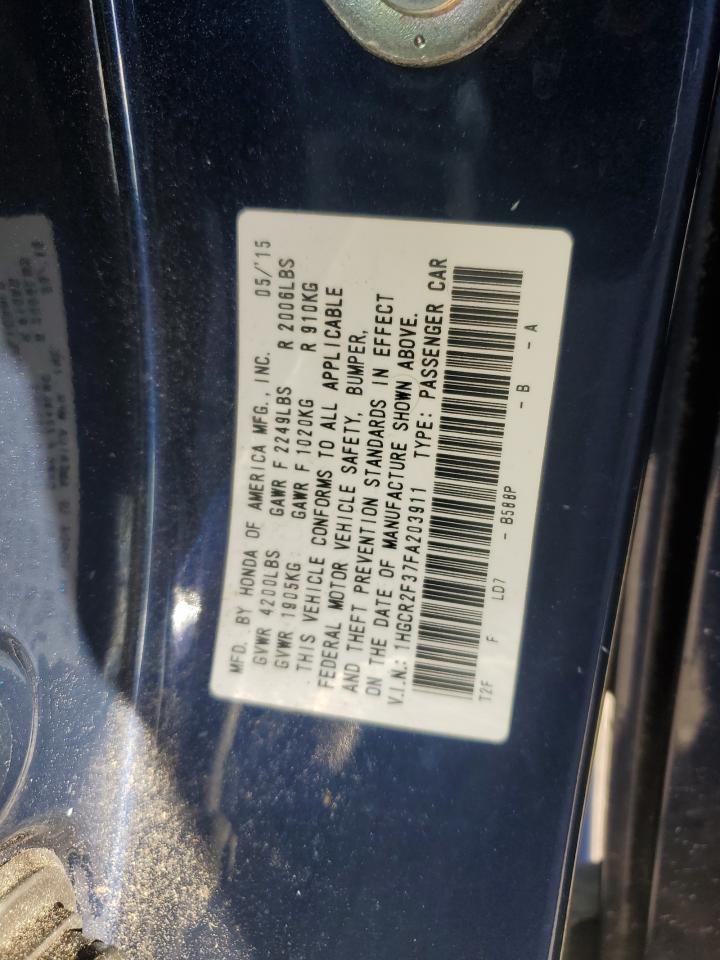 MFD. BY HONDA OF AMERICA MFG., INC. 05/'15
GVWR 4200LBS GAWR F 2249LBS R 2006LBS
GVWR 1905KG GAWR F 1020KG R 910KG
THIS VEHICLE CONFORMS TO ALL APPLICABLE
FEDERAL MOTOR VEHICLE SAFETY, BUMPER,
AND THEFT PREVENTION STANDARDS IN EFFECT
ON THE DATE OF MANUFACTURE SHOWN ABOVE.
V.I.N.: 1HGCR2F37FA203911 TYPE: PASSENGER CAR
T2F F LD7 - B588P - B - A